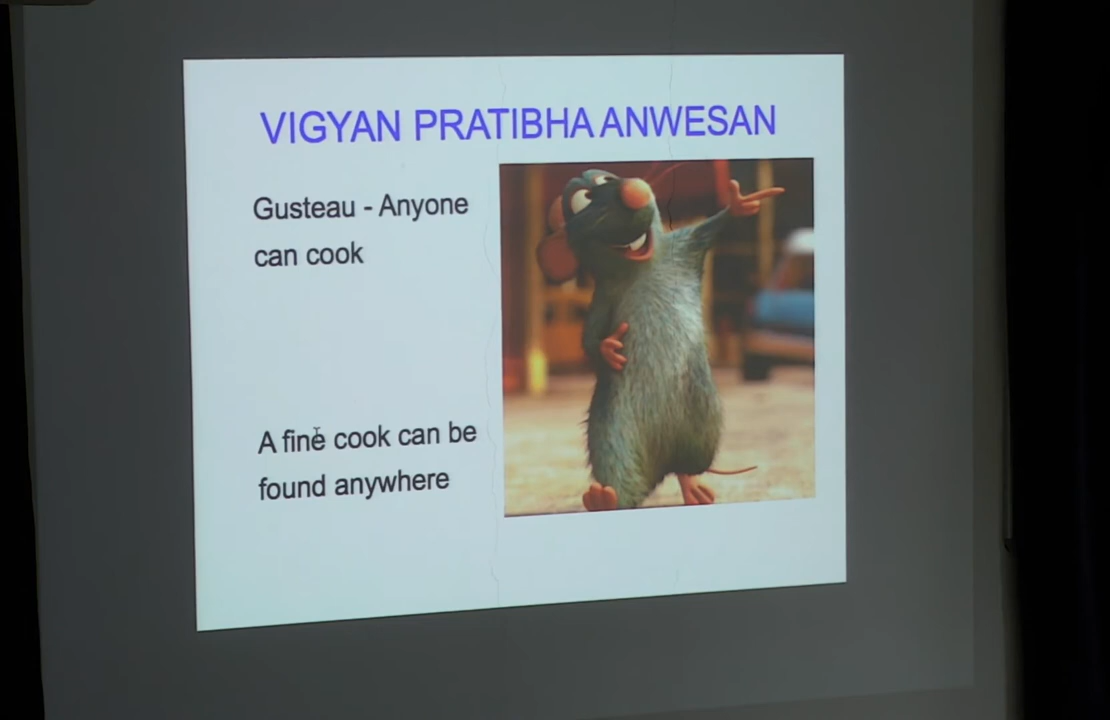 VIGYAN PRATIBHA ANWESAN
Gusteau - Anyone
can cook
A fine cook can be
found anywhere